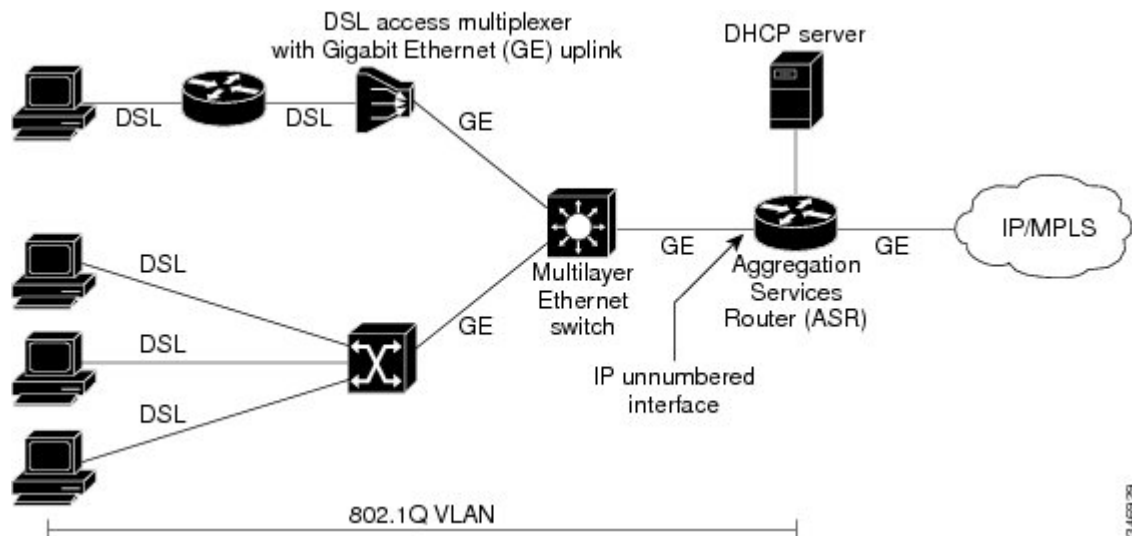 DSL access multiplexer
with Gigabit Ethernet (GE) uplink
DHCP server
DSL
DSL
GE
IP/MPLS
DSL
GE
GE
Multilayer
Ethernet
switch
Aggregation
Services
Router (ASR)
DSL
GE
IP unnumbered
interface
DSL
802.1Q VLAN
346939